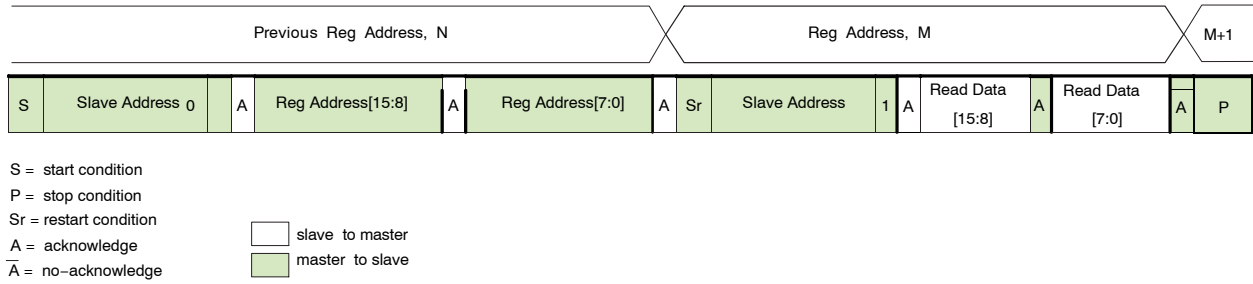 Previous Reg Address, N Reg Address, M M+1
S Slave Address 0 A Reg Address[15:8] A Reg Address[7:0] A Sr Slave Address 1 A Read Data [15:8] A Read Data [7:0] A̅ P
S = start condition
P = stop condition
Sr = restart condition
A = acknowledge
A̅ = no−acknowledge
slave to master
master to slave